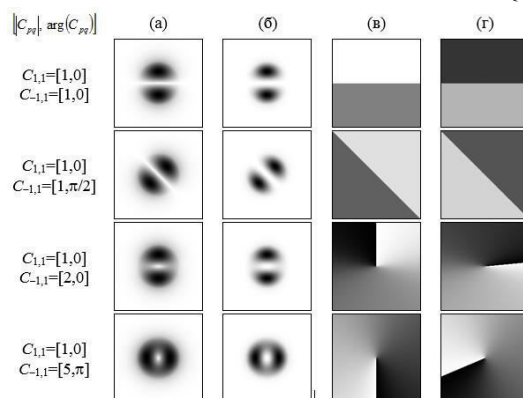 [|C_pq|, arg(C_pq)] (а) (б) (в) (г)
C_1,1=[1,0]
C_−1,1=[1,0]
C_1,1=[1,0]
C_−1,1=[1,π/2]
C_1,1=[1,0]
C_−1,1=[2,0]
C_1,1=[1,0]
C_−1,1=[5,π]